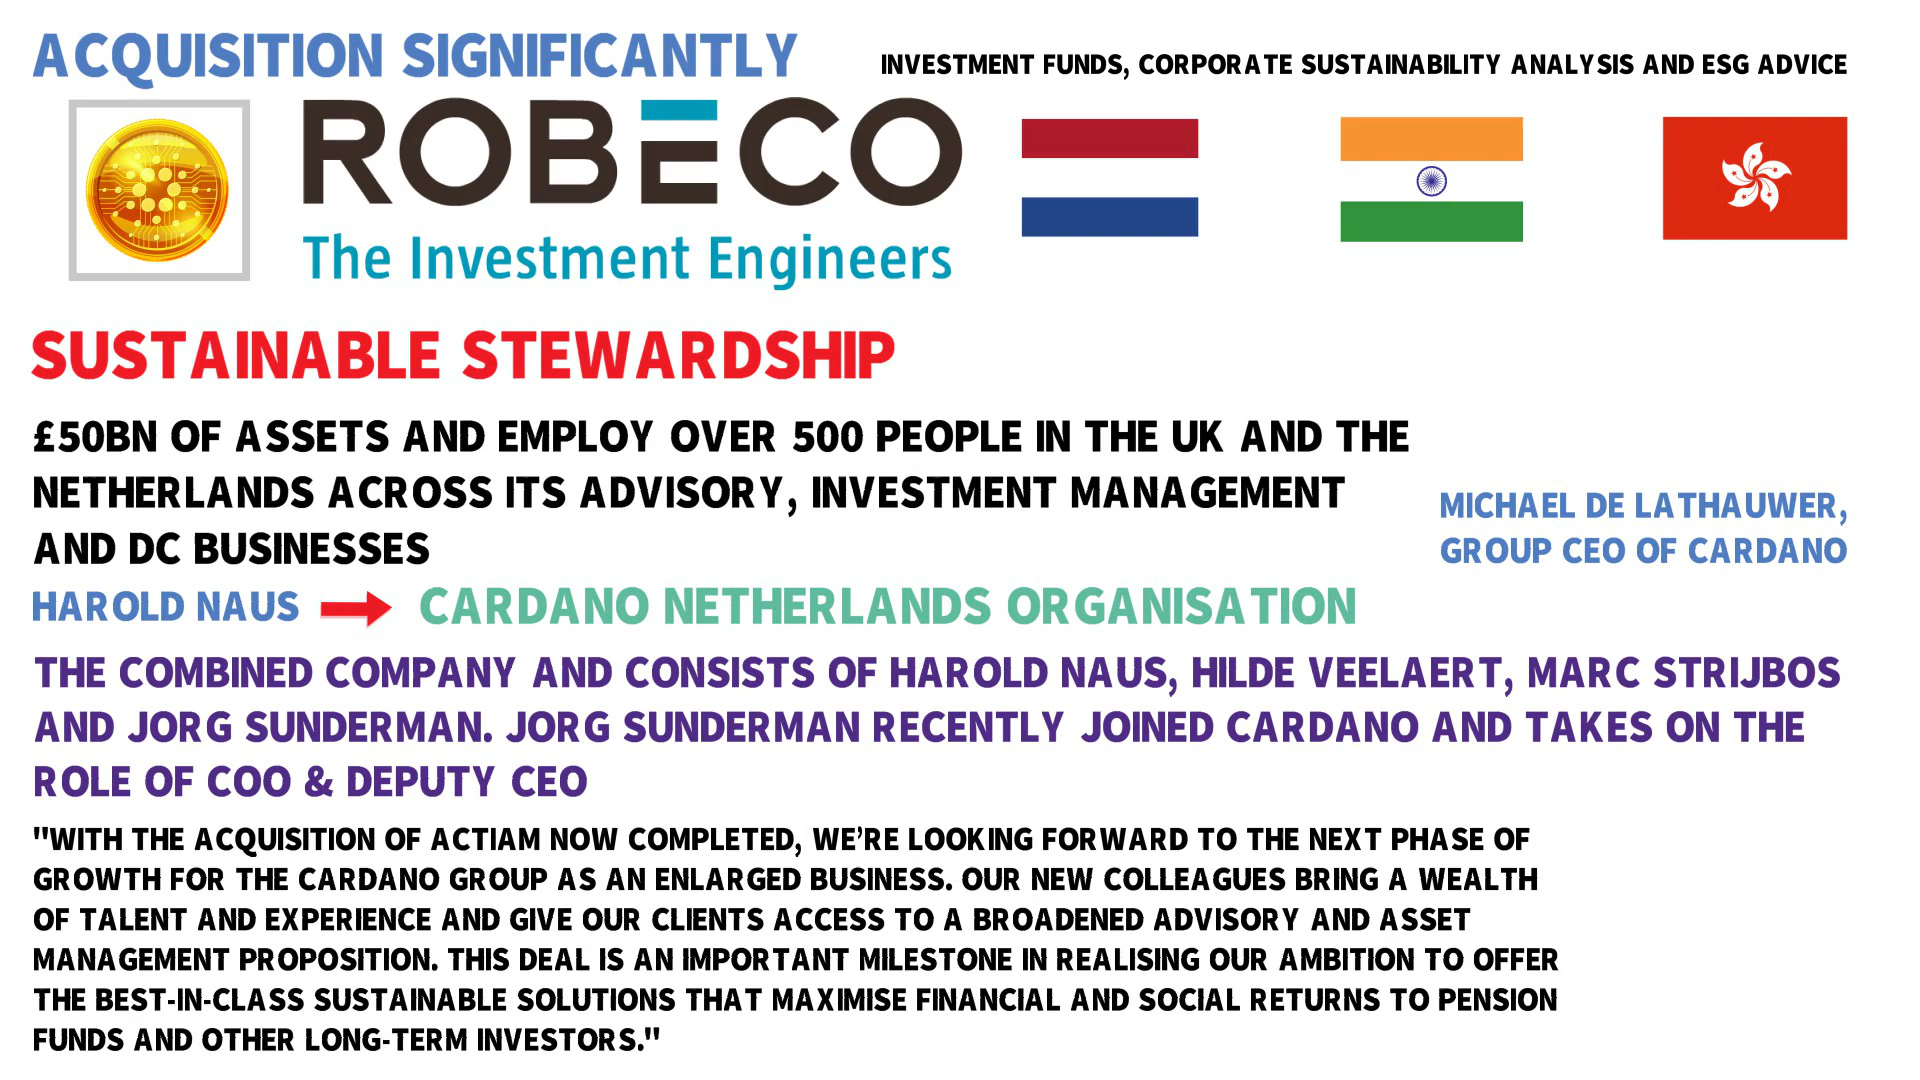 ACQUISITION SIGNIFICANTLY
INVESTMENT FUNDS, CORPORATE SUSTAINABILITY ANALYSIS AND ESG ADVICE
ROBECO
The Investment Engineers
SUSTAINABLE STEWARDSHIP
£50BN OF ASSETS AND EMPLOY OVER 500 PEOPLE IN THE UK AND THE
NETHERLANDS ACROSS ITS ADVISORY, INVESTMENT MANAGEMENT
AND DC BUSINESSES
MICHAEL DE LATHAUWER,
GROUP CEO OF CARDANO
HAROLD NAUS
CARDANO NETHERLANDS ORGANISATION
THE COMBINED COMPANY AND CONSISTS OF HAROLD NAUS, HILDE VEELAERT, MARC STRIJBOS
AND JORG SUNDERMAN. JORG SUNDERMAN RECENTLY JOINED CARDANO AND TAKES ON THE
ROLE OF COO & DEPUTY CEO
"WITH THE ACQUISITION OF ACTIAM NOW COMPLETED, WE’RE LOOKING FORWARD TO THE NEXT PHASE OF
GROWTH FOR THE CARDANO GROUP AS AN ENLARGED BUSINESS. OUR NEW COLLEAGUES BRING A WEALTH
OF TALENT AND EXPERIENCE AND GIVE OUR CLIENTS ACCESS TO A BROADENED ADVISORY AND ASSET
MANAGEMENT PROPOSITION. THIS DEAL IS AN IMPORTANT MILESTONE IN REALISING OUR AMBITION TO OFFER
THE BEST-IN-CLASS SUSTAINABLE SOLUTIONS THAT MAXIMISE FINANCIAL AND SOCIAL RETURNS TO PENSION
FUNDS AND OTHER LONG-TERM INVESTORS."